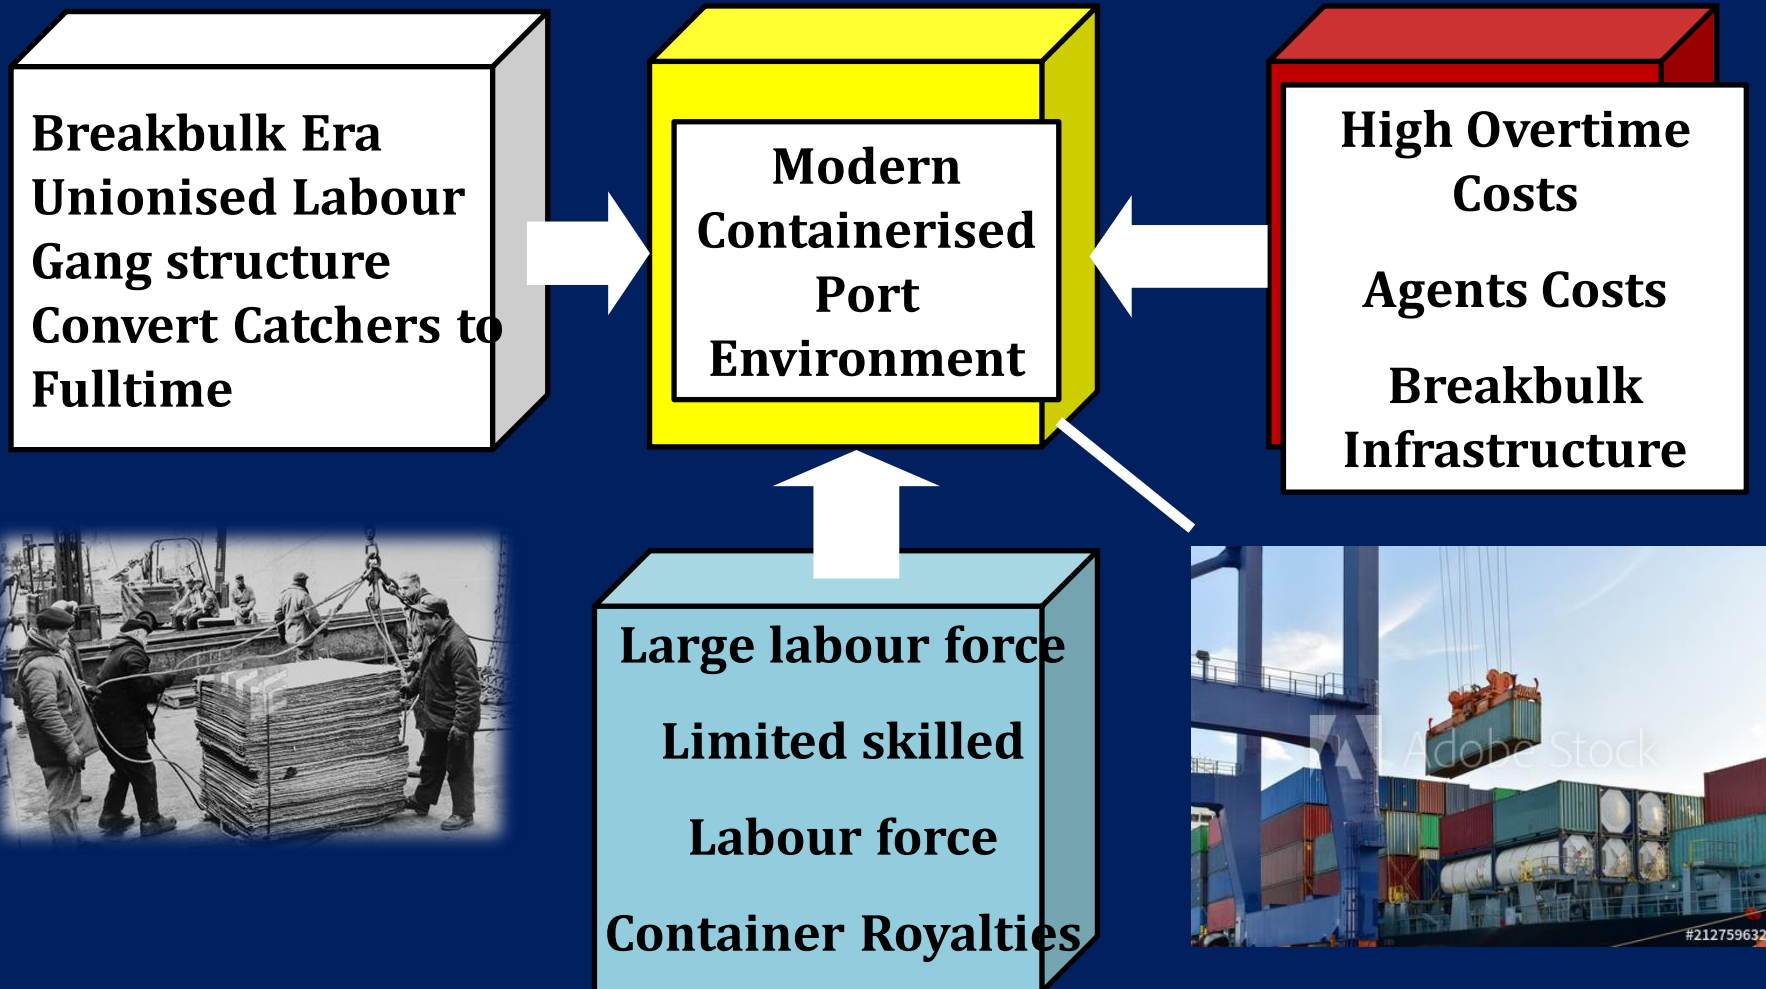 Breakbulk Era
Unionised Labour
Gang structure
Convert Catchers to
Fulltime
Modern
Containerised
Port
Environment
High Overtime
Costs
Agents Costs
Breakbulk
Infrastructure
Large labour force
Limited skilled
Labour force
Container Royalties
Adobe Stock
#212759632